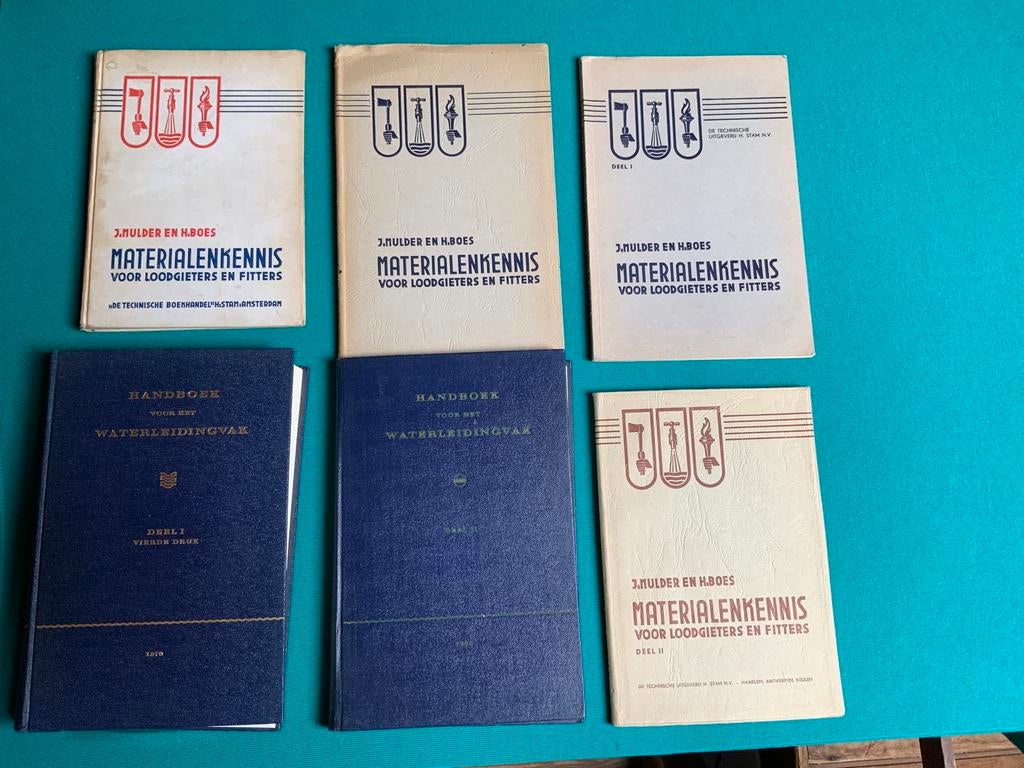 J. MULDER EN H. BOES
MATERIALENKENNIS
VOOR LOODGIETERS EN FITTERS
„DE TECHNISCHE BOEKHANDEL" H. STAM * AMSTERDAM
J. MULDER EN H. BOES
MATERIALENKENNIS
VOOR LOODGIETERS EN FITTERS
DE TECHNISCHE
UITGEVERIJ H. STAM N.V.
DEEL I
J. MULDER EN H. BOES
MATERIALENKENNIS
VOOR LOODGIETERS EN FITTERS
HANDBOEK
VOOR HET
WATERLEIDINGVAK
DEEL I
VIERDE DRUK
1970
HANDBOEK
VOOR HET
WATERLEIDINGVAK
DEEL II
J. MULDER EN H. BOES
MATERIALENKENNIS
VOOR LOODGIETERS EN FITTERS
DEEL II
DE TECHNISCHE UITGEVERIJ H. STAM N.V. - HAARLEM, ANTWERPEN, KEULEN